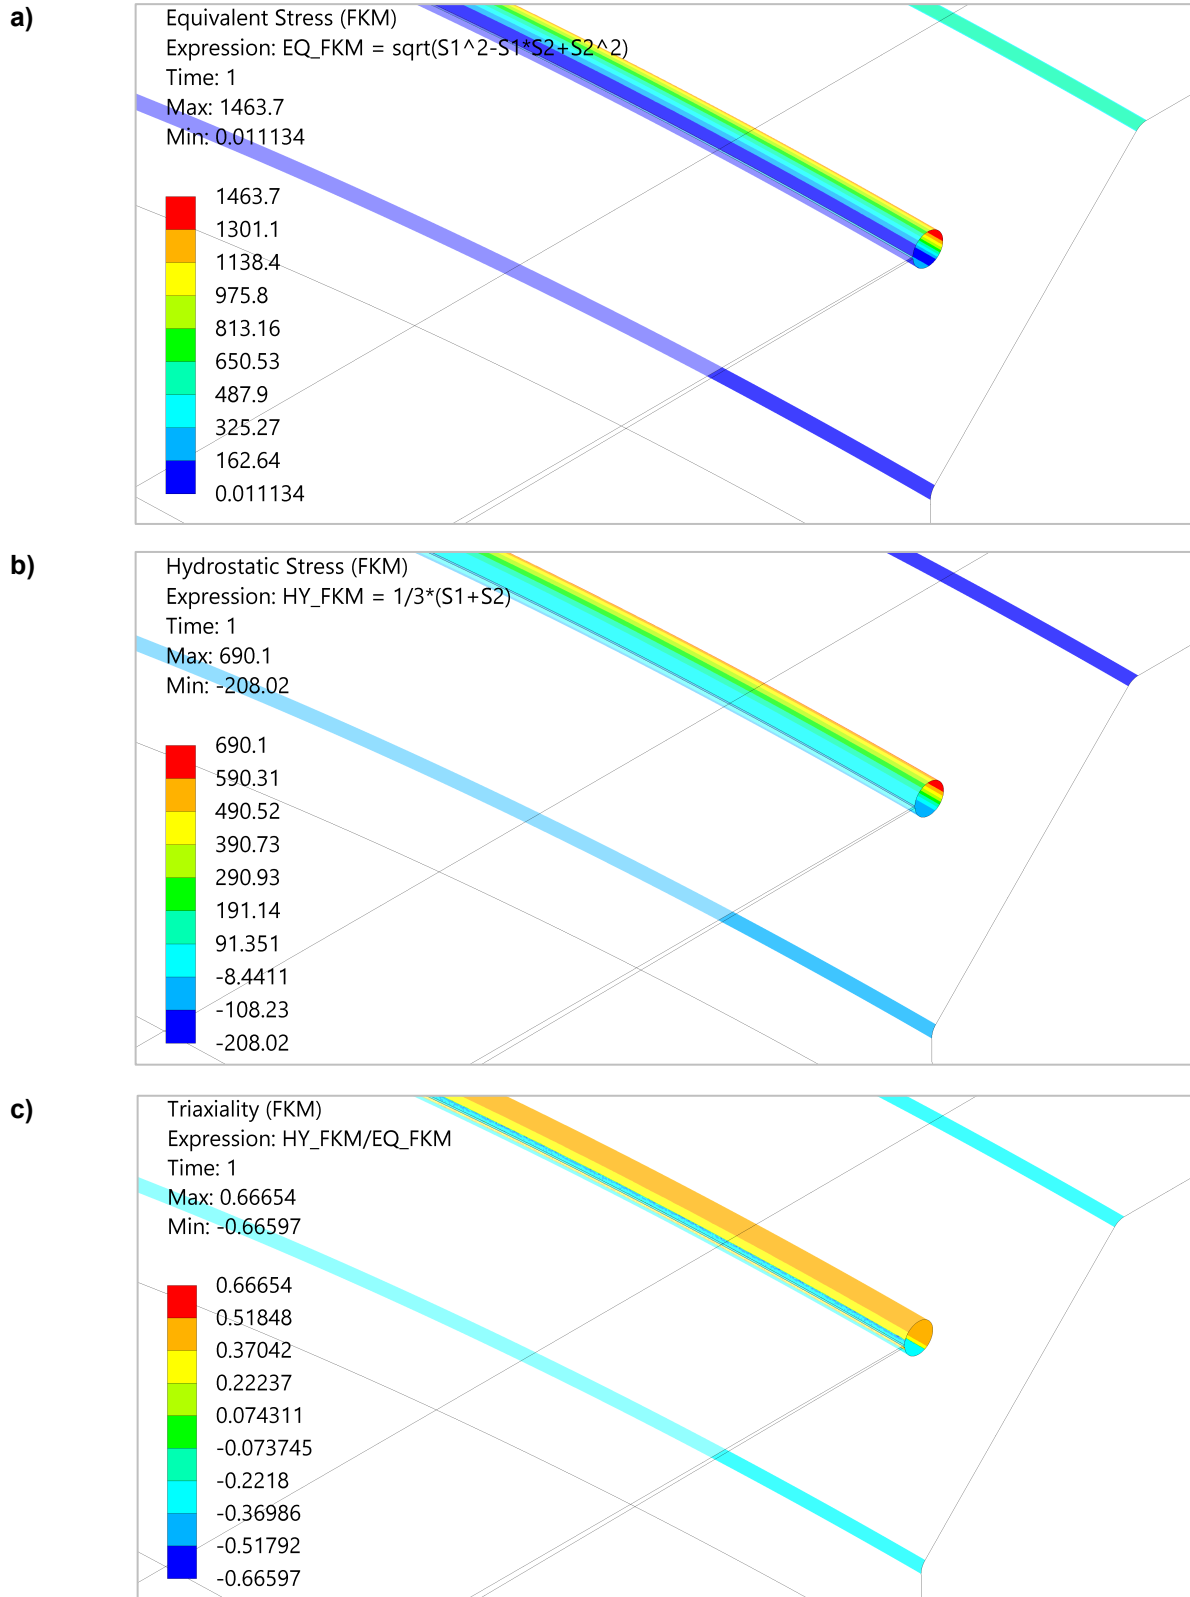 a)
Equivalent Stress (FKM)
Expression: EQ_FKM = sqrt(S1^2-S1*S2+S2^2)
Time: 1
Max: 1463.7
Min: 0.011134
1463.7
1301.1
1138.4
975.8
813.16
650.53
487.9
325.27
162.64
0.011134
b)
Hydrostatic Stress (FKM)
Expression: HY_FKM = 1/3*(S1+S2)
Time: 1
Max: 690.1
Min: -208.02
690.1
590.31
490.52
390.73
290.93
191.14
91.351
-8.4411
-108.23
-208.02
c)
Triaxiality (FKM)
Expression: HY_FKM/EQ_FKM
Time: 1
Max: 0.66654
Min: -0.66597
0.66654
0.51848
0.37042
0.22237
0.074311
-0.073745
-0.2218
-0.36986
-0.51792
-0.66597